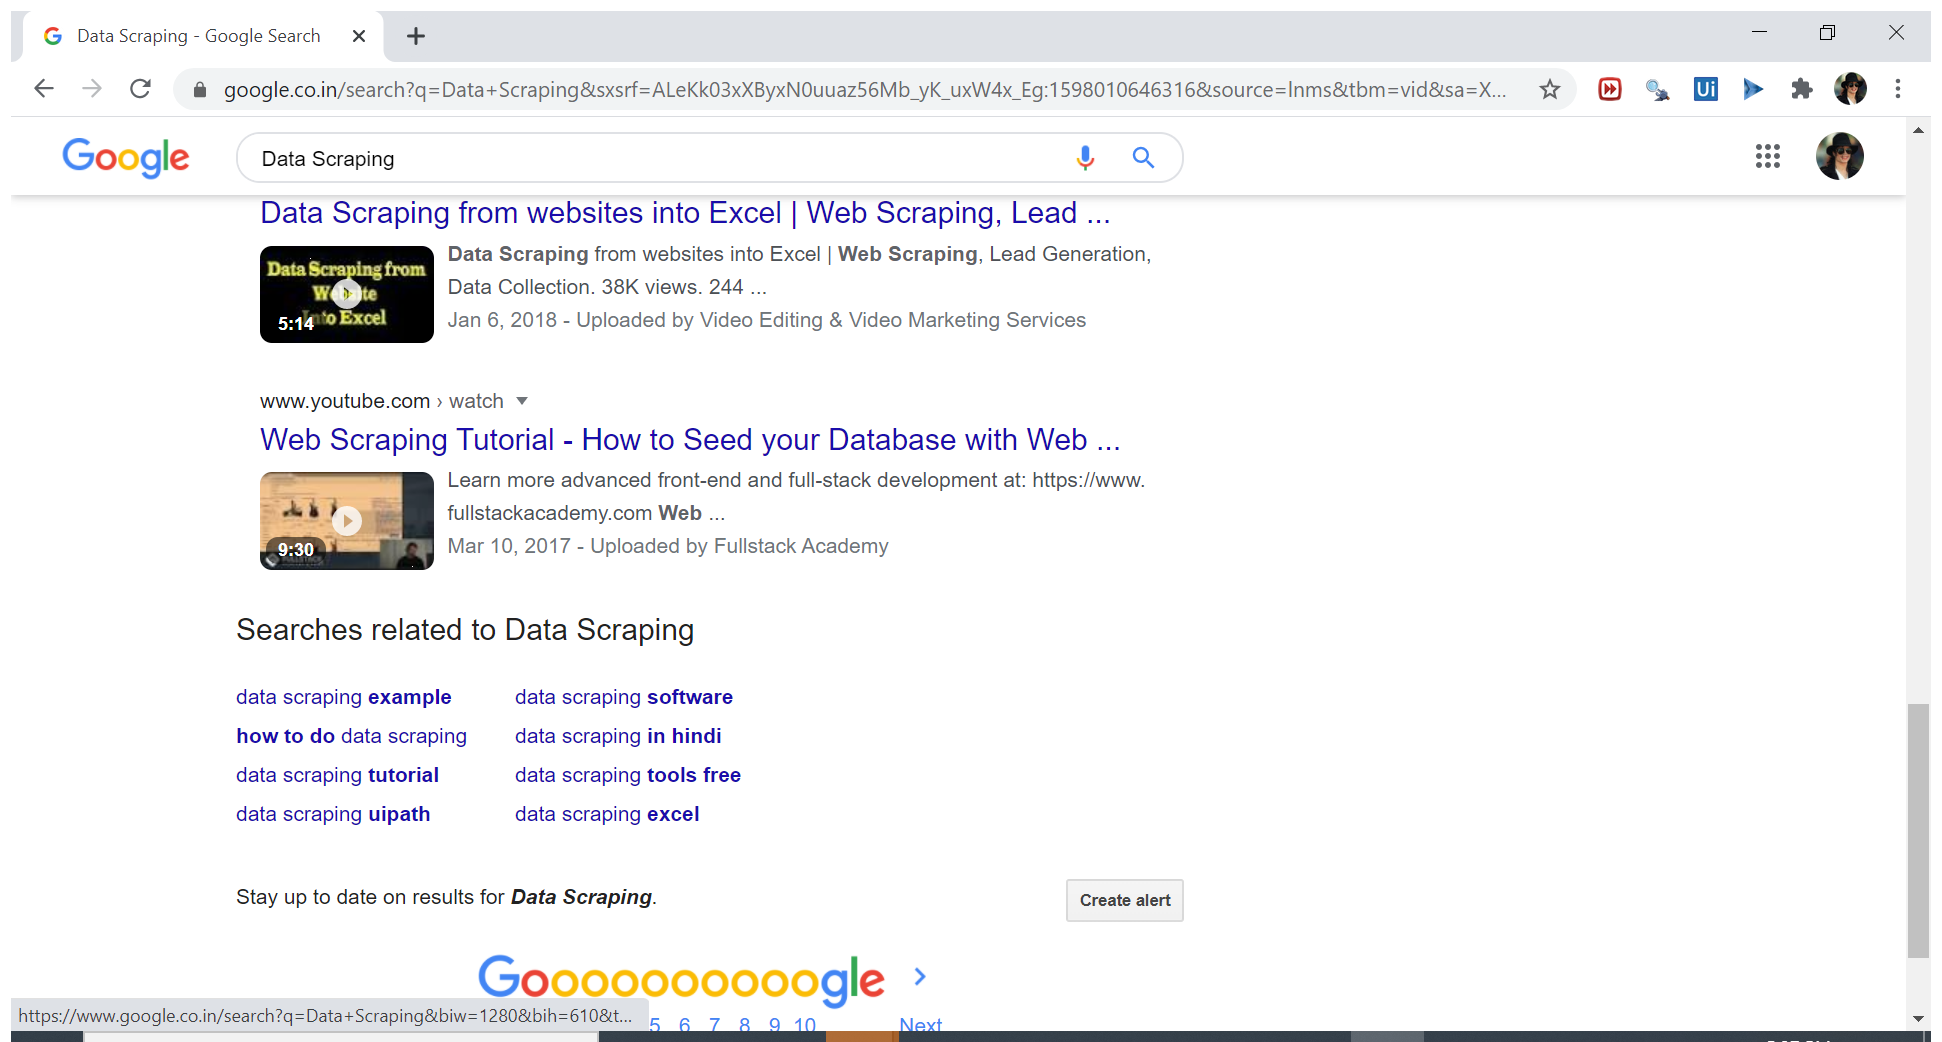 Data Scraping - Google Search
google.co.in/search?q=Data+Scraping&sxsrf=ALeKk03xXByxN0uuaz56Mb_yK_uxW4x_Eg:1598010646316&source=lnms&tbm=vid&sa=X...
Ui
Google
Data Scraping
Data Scraping from websites into Excel | Web Scraping, Lead ...
Data Scraping from
Website
Into Excel
5:14
Data Scraping from websites into Excel | Web Scraping, Lead Generation,
Data Collection. 38K views. 244 ...
Jan 6, 2018 - Uploaded by Video Editing & Video Marketing Services
www.youtube.com › watch
Web Scraping Tutorial - How to Seed your Database with Web ...
9:30
Learn more advanced front-end and full-stack development at: https://www.
fullstackacademy.com Web ...
Mar 10, 2017 - Uploaded by Fullstack Academy
Searches related to Data Scraping
data scraping example
data scraping software
how to do data scraping
data scraping in hindi
data scraping tutorial
data scraping tools free
data scraping uipath
data scraping excel
Stay up to date on results for Data Scraping.
Create alert
Goooooooooogle
https://www.google.co.in/search?q=Data+Scraping&biw=1280&bih=610&t...
5 6 7 8 9 10
Next